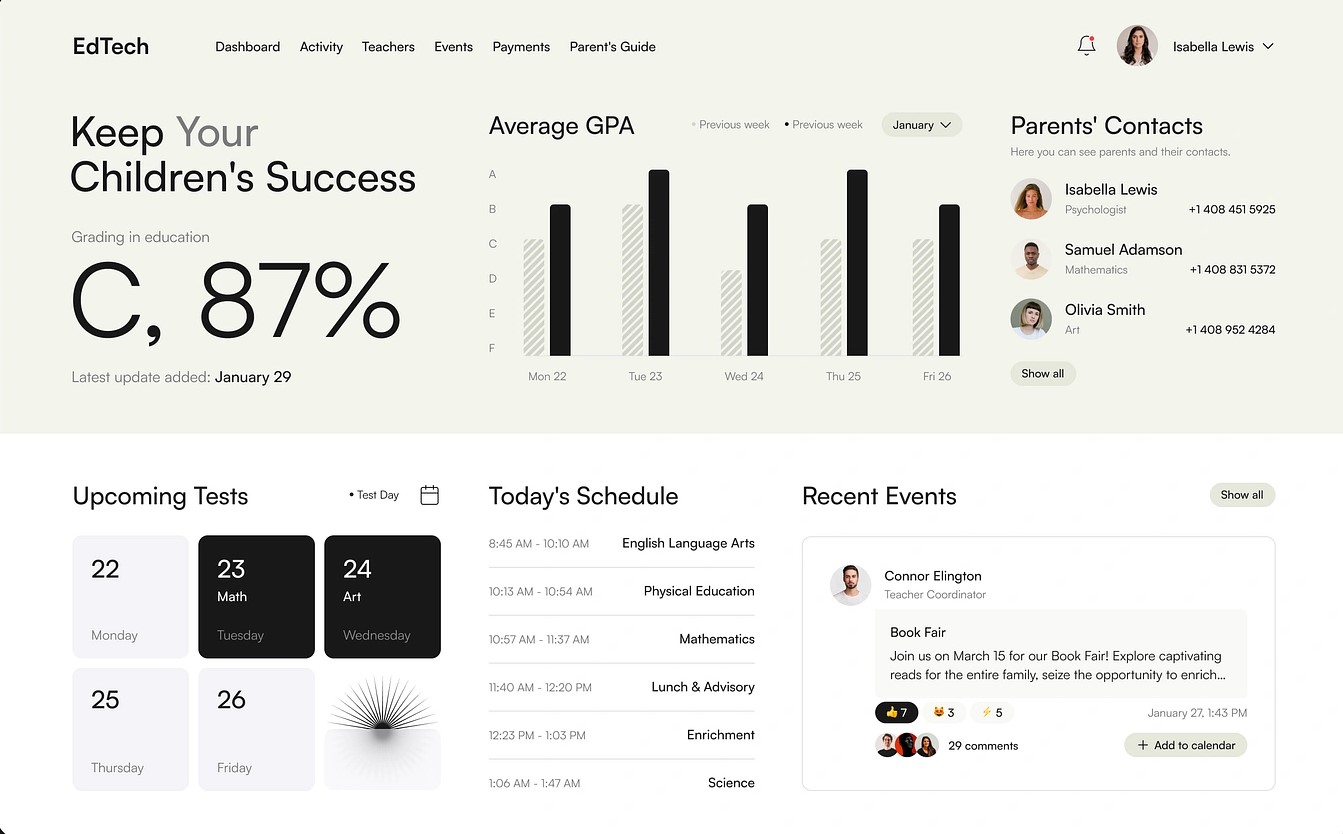 EdTech
Dashboard Activity Teachers Events Payments Parent's Guide
Isabella Lewis
Keep Your
Children's Success
Grading in education
C, 87%
Latest update added: January 29
Average GPA
• Previous week • Previous week
January
A
B
C
D
E
F
Mon 22 Tue 23 Wed 24 Thu 25 Fri 26
Parents' Contacts
Here you can see parents and their contacts.
Isabella Lewis
Psychologist +1 408 451 5925
Samuel Adamson
Mathematics +1 408 831 5372
Olivia Smith
Art +1 408 952 4284
Show all
Upcoming Tests
• Test Day
22
Monday
23
Math
Tuesday
24
Art
Wednesday
25
Thursday
26
Friday
Today's Schedule
8:45 AM - 10:10 AM English Language Arts
10:13 AM - 10:54 AM Physical Education
10:57 AM - 11:37 AM Mathematics
11:40 AM - 12:20 PM Lunch & Advisory
12:23 PM - 1:03 PM Enrichment
1:06 AM - 1:47 AM Science
Recent Events
Show all
Connor Elington
Teacher Coordinator
Book Fair
Join us on March 15 for our Book Fair! Explore captivating
reads for the entire family, seize the opportunity to enrich...
👍 7 😻 3 ⚡ 5
January 27, 1:43 PM
29 comments
+ Add to calendar